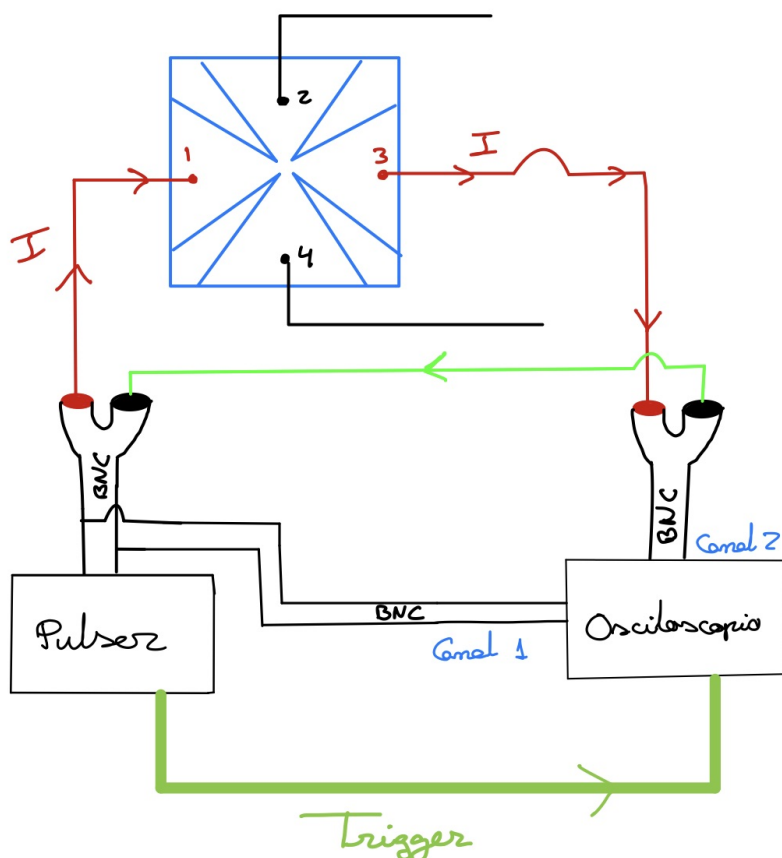 2
1
3
I
4
I
BNC
BNC
Canal 2
Pulser
BNC
Osciloscopio
Canal 1
Trigger